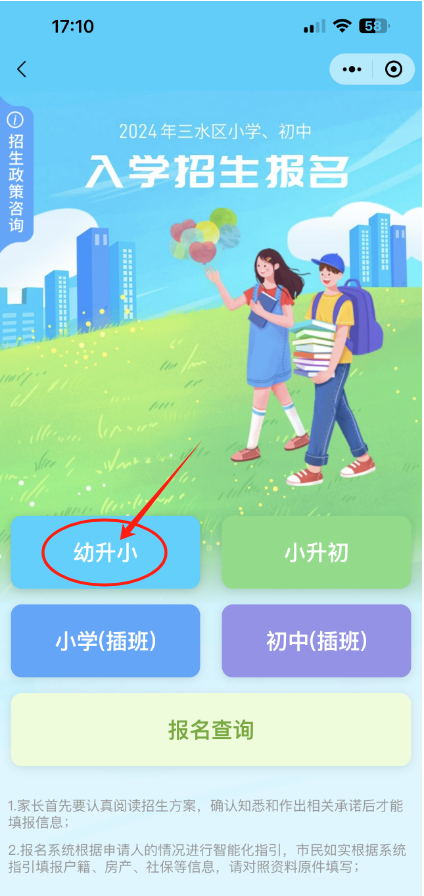 17:10
58
招生政策咨询
2024年三水区小学、初中
入学招生报名
幼升小
小升初
小学(插班)
初中(插班)
报名查询
1.家长首先要认真阅读招生方案，确认知悉和作出相关承诺后才能
填报信息；
2.报名系统根据申请人的情况进行智能化指引，市民如实根据系统
指引填报户籍、房产、社保等信息，请对照资料原件填写；